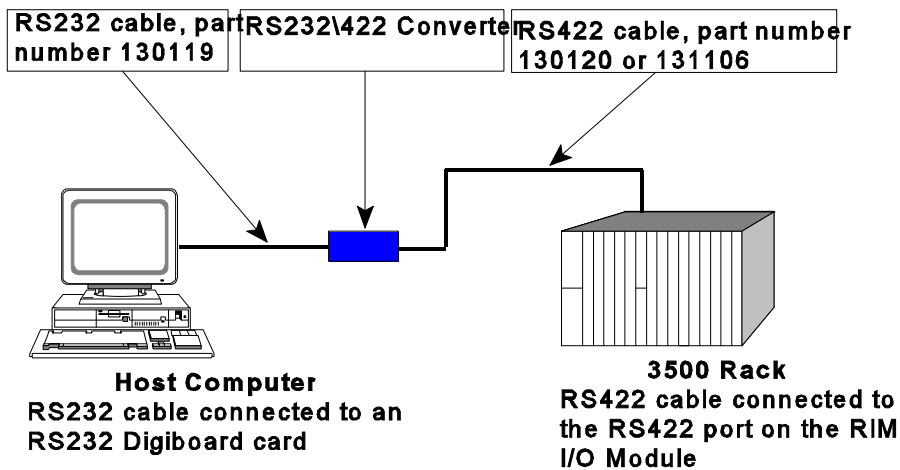 RS232 cable, part
number 130119
RS232\422 Converter
RS422 cable, part number
130120 or 131106
Host Computer
RS232 cable connected to an
RS232 Digiboard card
3500 Rack
RS422 cable connected to
the RS422 port on the RIM
I/O Module